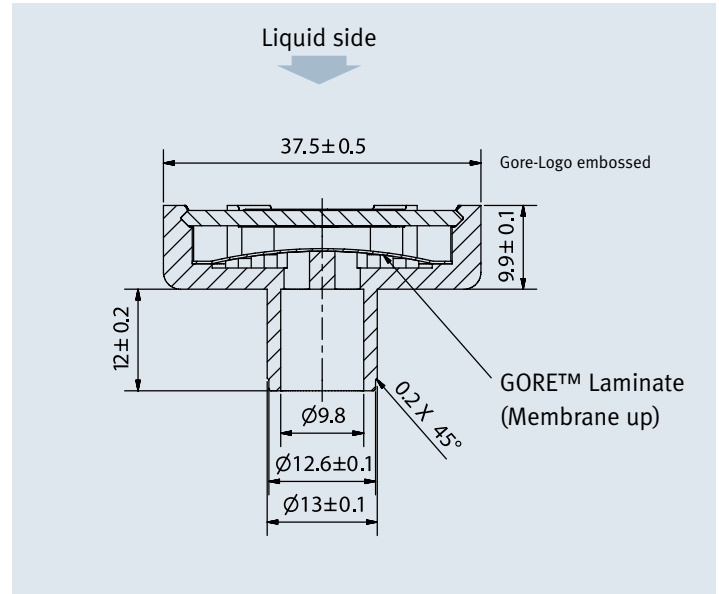 Liquid side
37.5±0.5
Gore-Logo embossed
9.9±0.1
12±0.2
GORE™ Laminate
(Membrane up)
0.2 X 45°
Ø9.8
Ø12.6±0.1
Ø13±0.1